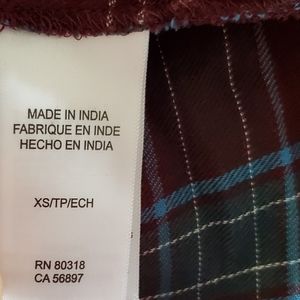 MADE IN INDIA
FABRIQUE EN INDE
HECHO EN INDIA
XS/TP/ECH
RN 80318
CA 56897